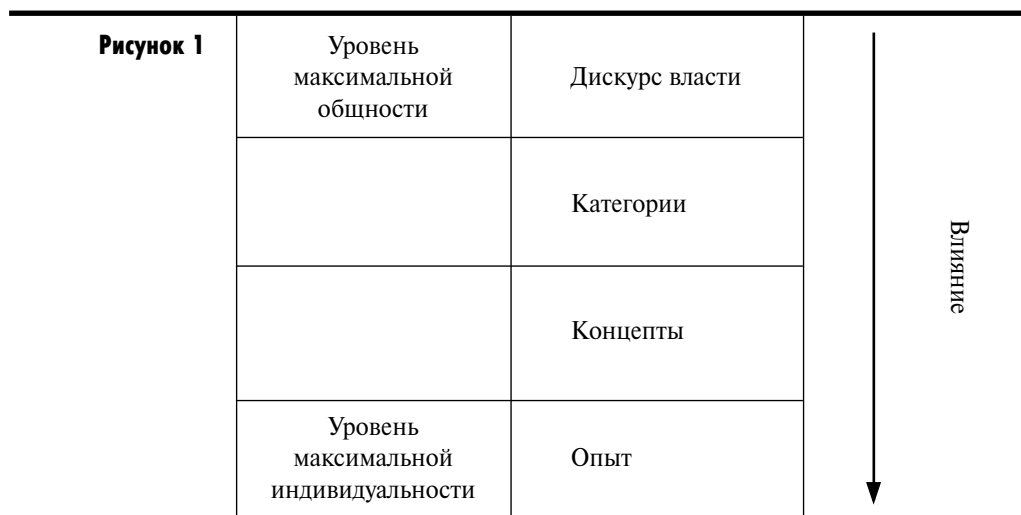 Рисунок 1
Уровень
максимальной
общности
Дискурс власти
Категории
Концепты
Уровень
максимальной
индивидуальности
Опыт
Влияние